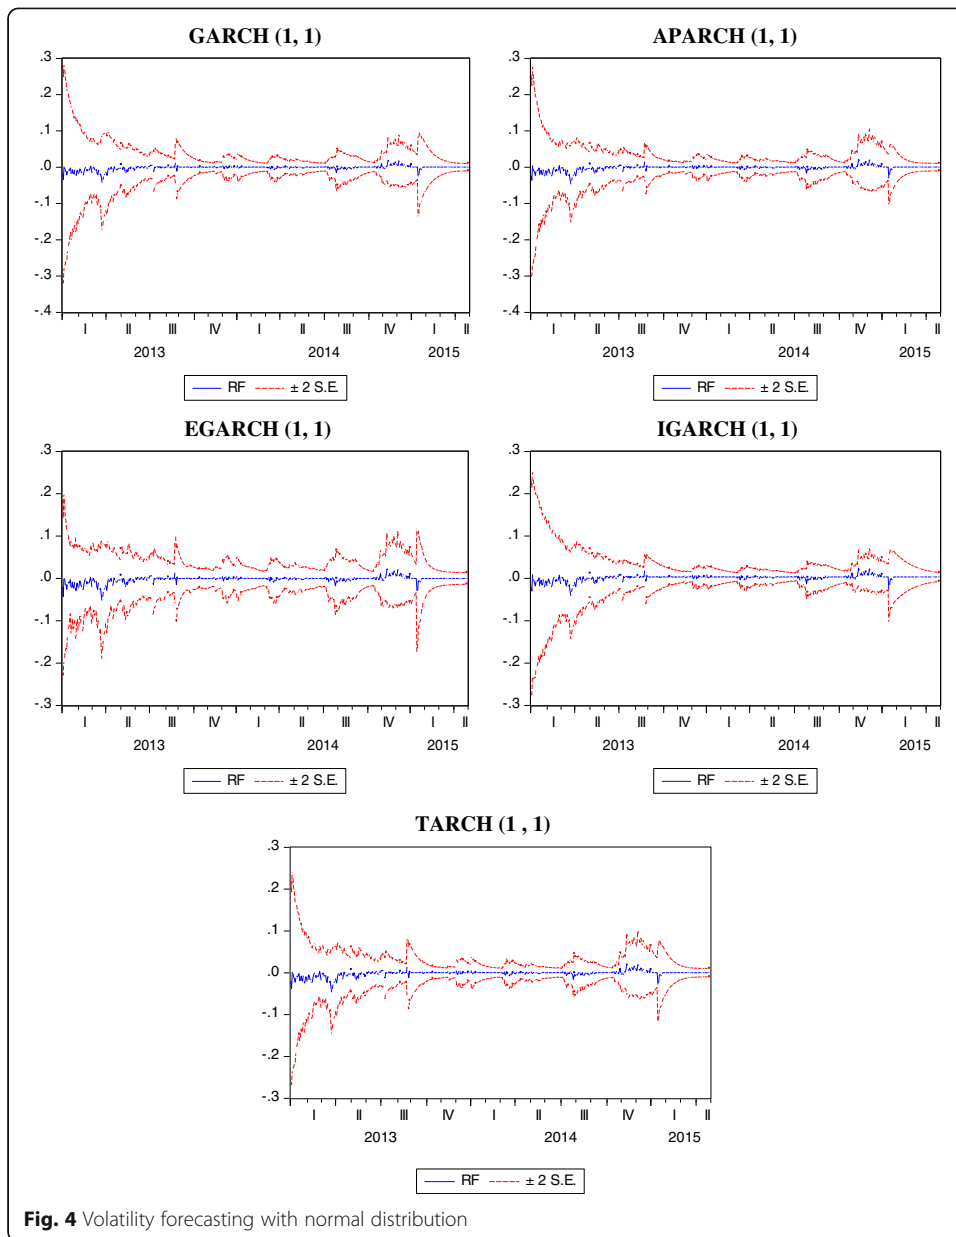 GARCH (1, 1)
.3
.2
.1
.0
-.1
-.2
-.3
-.4
I II III IV I II III IV I II
2013 2014 2015
RF ± 2 S.E.
APARCH (1, 1)
.3
.2
.1
.0
-.1
-.2
-.3
-.4
I II III IV I II III IV I II
2013 2014 2015
RF ± 2 S.E.
EGARCH (1, 1)
.3
.2
.1
.0
-.1
-.2
-.3
I II III IV I II III IV I II
2013 2014 2015
RF ± 2 S.E.
IGARCH (1, 1)
.3
.2
.1
.0
-.1
-.2
-.3
I II III IV I II III IV I II
2013 2014 2015
RF ± 2 S.E.
TARCH (1 , 1)
.3
.2
.1
.0
-.1
-.2
-.3
I II III IV I II III IV I II
2013 2014 2015
RF ± 2 S.E.
Fig. 4 Volatility forecasting with normal distribution